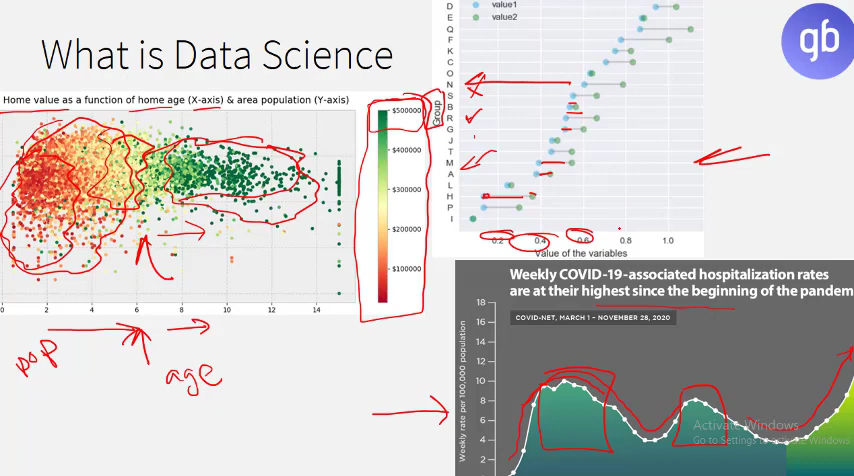 What is Data Science
Home value as a function of home age (X-axis) & area population (Y-axis)
$500000
$400000
$300000
$200000
$100000
0 2 4 6 8 10 12 14
pop
age
value1
value2
Group
D
E
Q
F
K
C
O
N
S
B
R
G
J
T
M
A
L
H
P
I
0.2 0.4 0.6 0.8 1.0
Value of the variables
gb
Weekly COVID-19-associated hospitalization rates
are at their highest since the beginning of the pandem
COVID-NET, MARCH 1 – NOVEMBER 28, 2020
Weekly rate per 100,000 population
18
16
14
12
10
8
6
4
2
Activate Windows
Go to Settings to Activate Windows